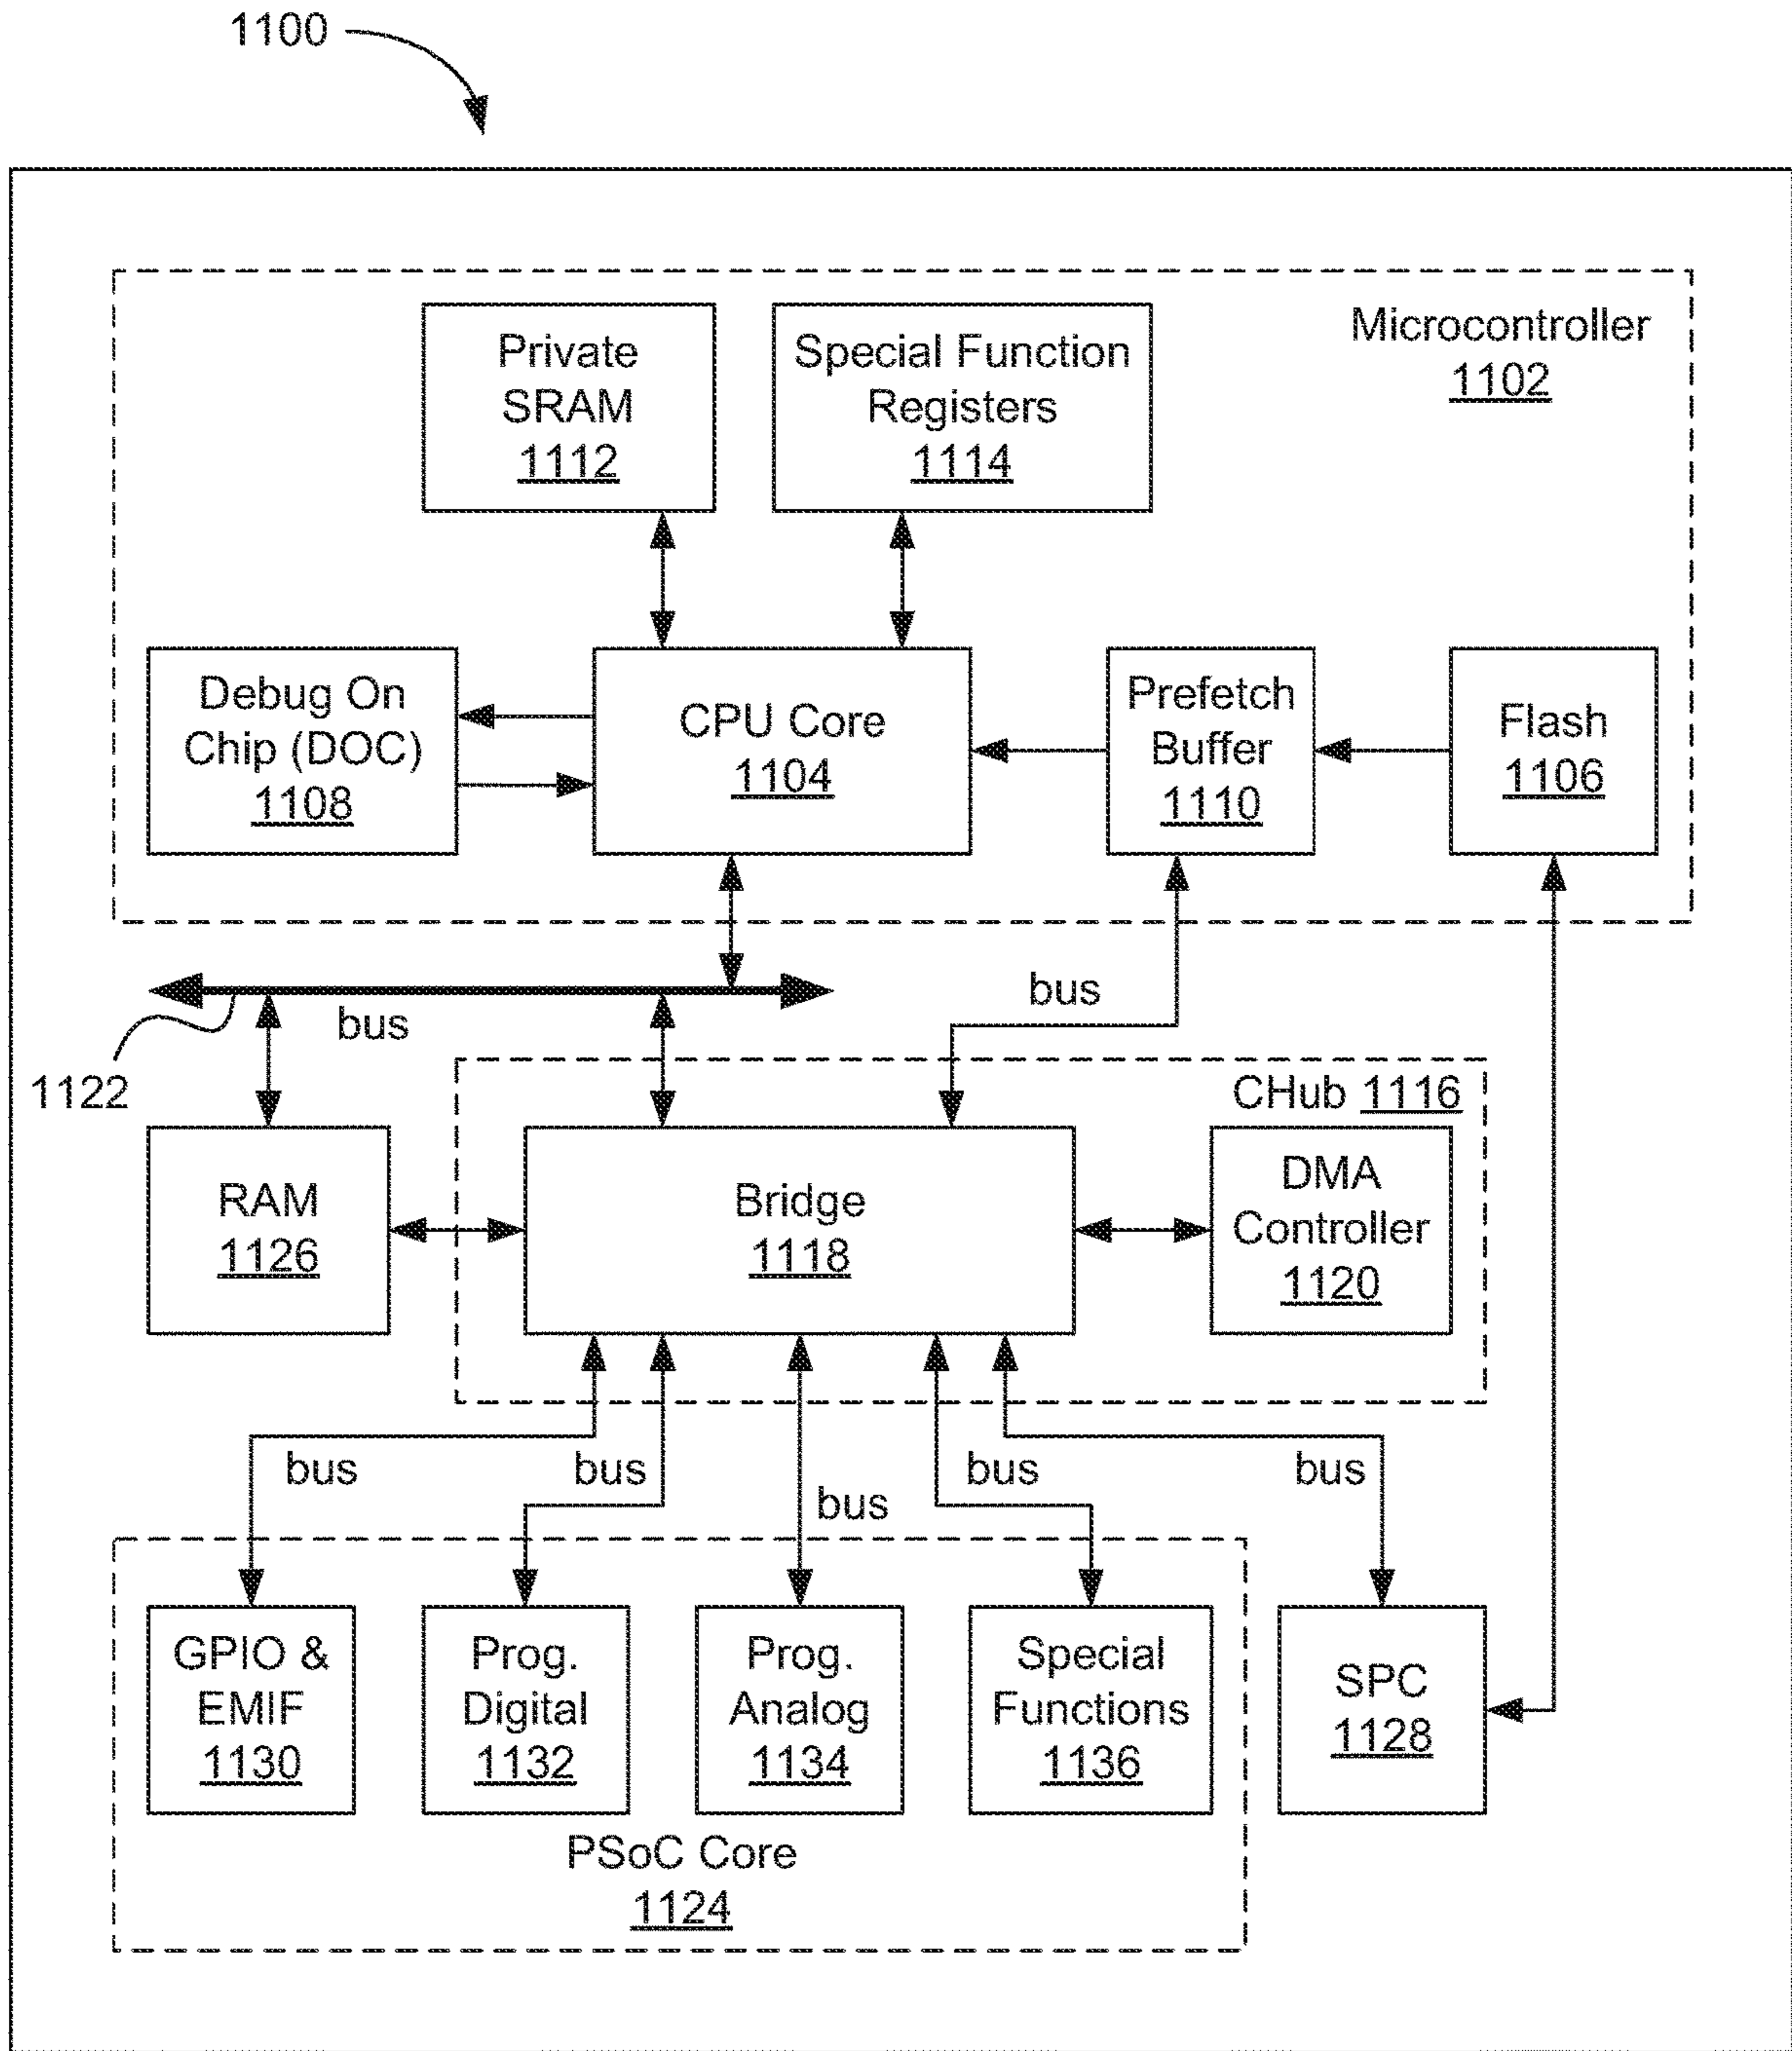 1100
Private
SRAM
1112
Special Function
Registers
1114
Microcontroller
1102
Debug On
Chip (DOC)
1108
CPU Core
1104
Prefetch
Buffer
1110
Flash
1106
bus
bus
1122
CHub 1116
RAM
1126
Bridge
1118
DMA
Controller
1120
bus
bus
bus
bus
bus
GPIO &
EMIF
1130
Prog.
Digital
1132
Prog.
Analog
1134
Special
Functions
1136
SPC
1128
PSoC Core
1124